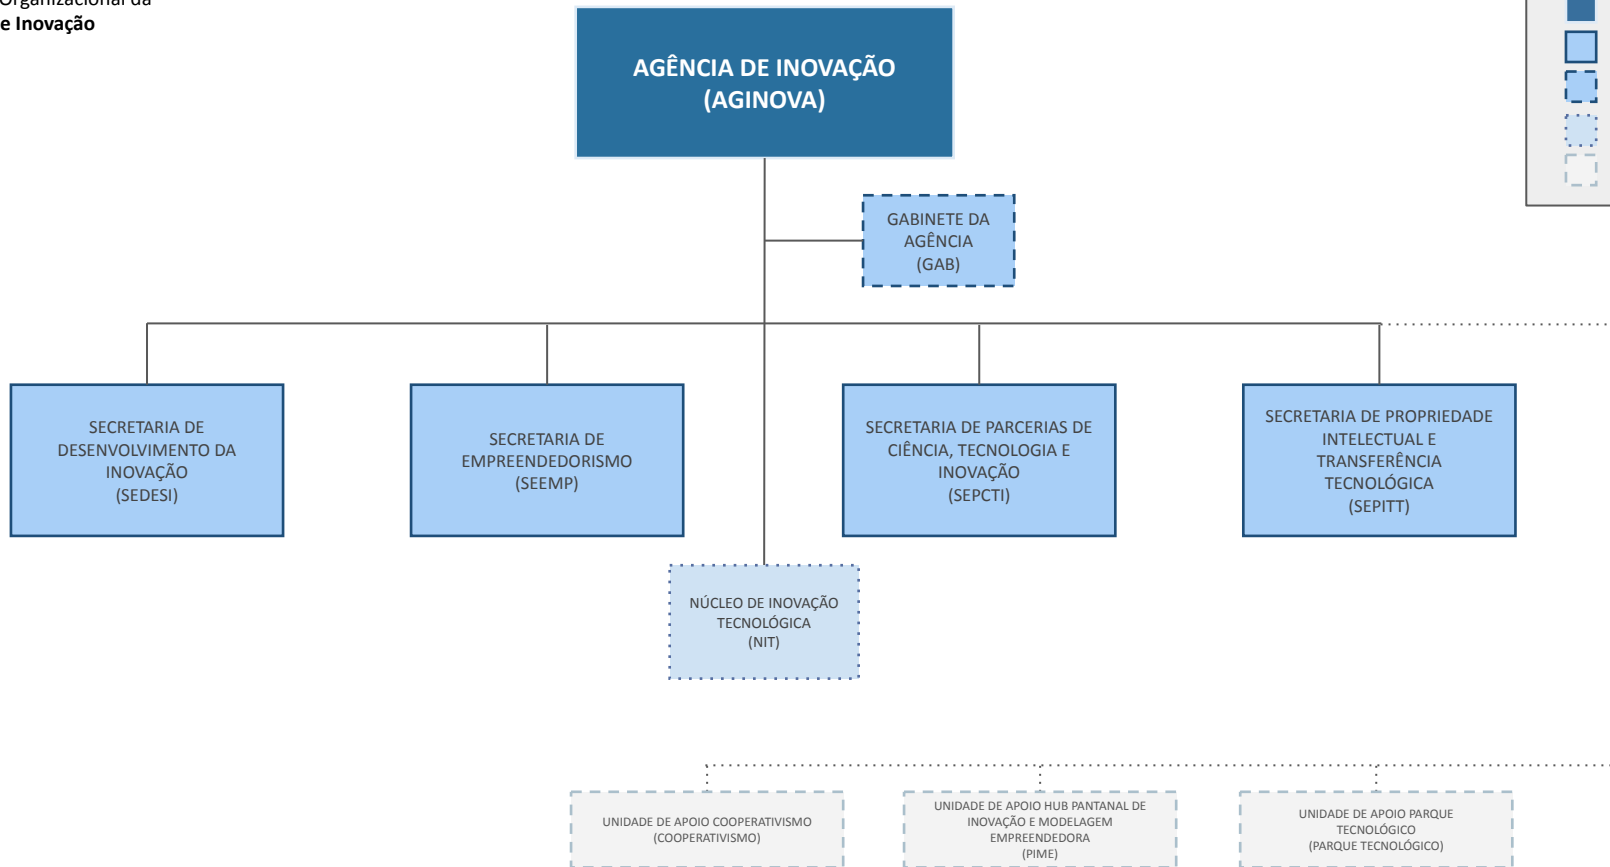 Organizacional da
e Inovação
AGÊNCIA DE INOVAÇÃO
(AGINOVA)
GABINETE DA
AGÊNCIA
(GAB)
SECRETARIA DE
DESENVOLVIMENTO DA
INOVAÇÃO
(SEDESI)
SECRETARIA DE
EMPREENDEDORISMO
(SEEMP)
SECRETARIA DE PARCERIAS DE
CIÊNCIA, TECNOLOGIA E
INOVAÇÃO
(SEPCTI)
SECRETARIA DE PROPRIEDADE
INTELECTUAL E
TRANSFERÊNCIA
TECNOLÓGICA
(SEPITT)
NÚCLEO DE INOVAÇÃO
TECNOLÓGICA
(NIT)
UNIDADE DE APOIO COOPERATIVISMO
(COOPERATIVISMO)
UNIDADE DE APOIO HUB PANTANAL DE
INOVAÇÃO E MODELAGEM
EMPREENDEDORA
(PIME)
UNIDADE DE APOIO PARQUE
TECNOLÓGICO
(PARQUE TECNOLÓGICO)